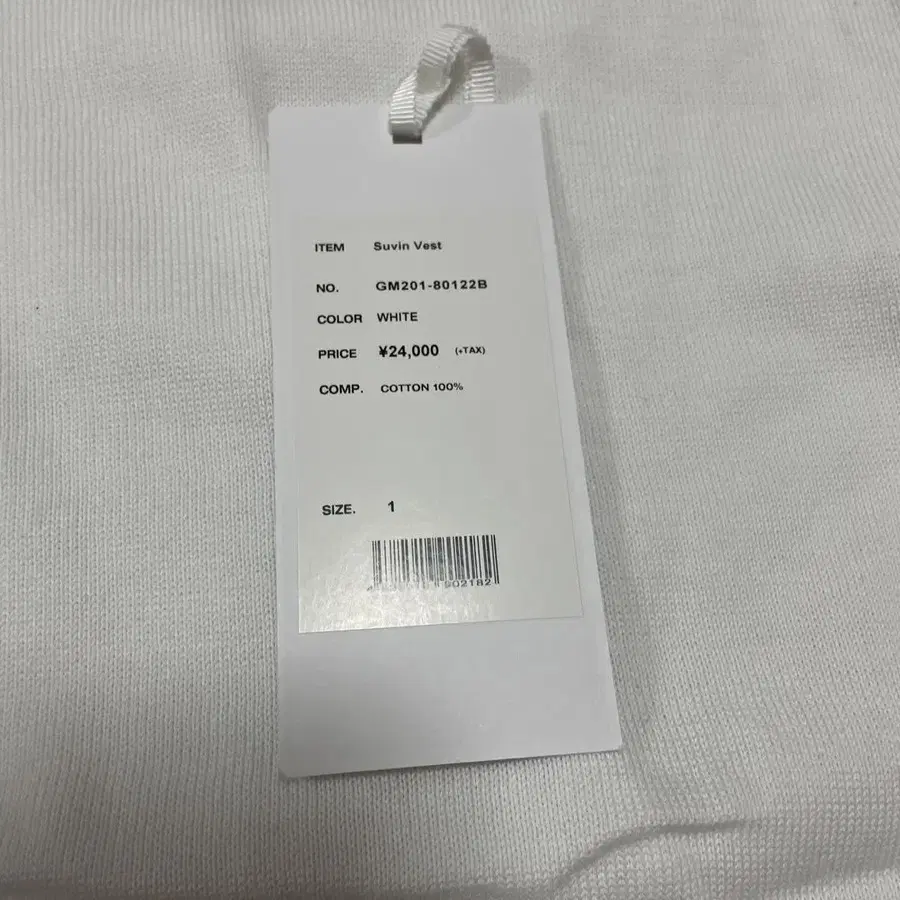 ITEM Suvin Vest
NO. GM201-80122B
COLOR WHITE
PRICE ¥24,000 (+TAX)
COMP. COTTON 100%
SIZE. 1